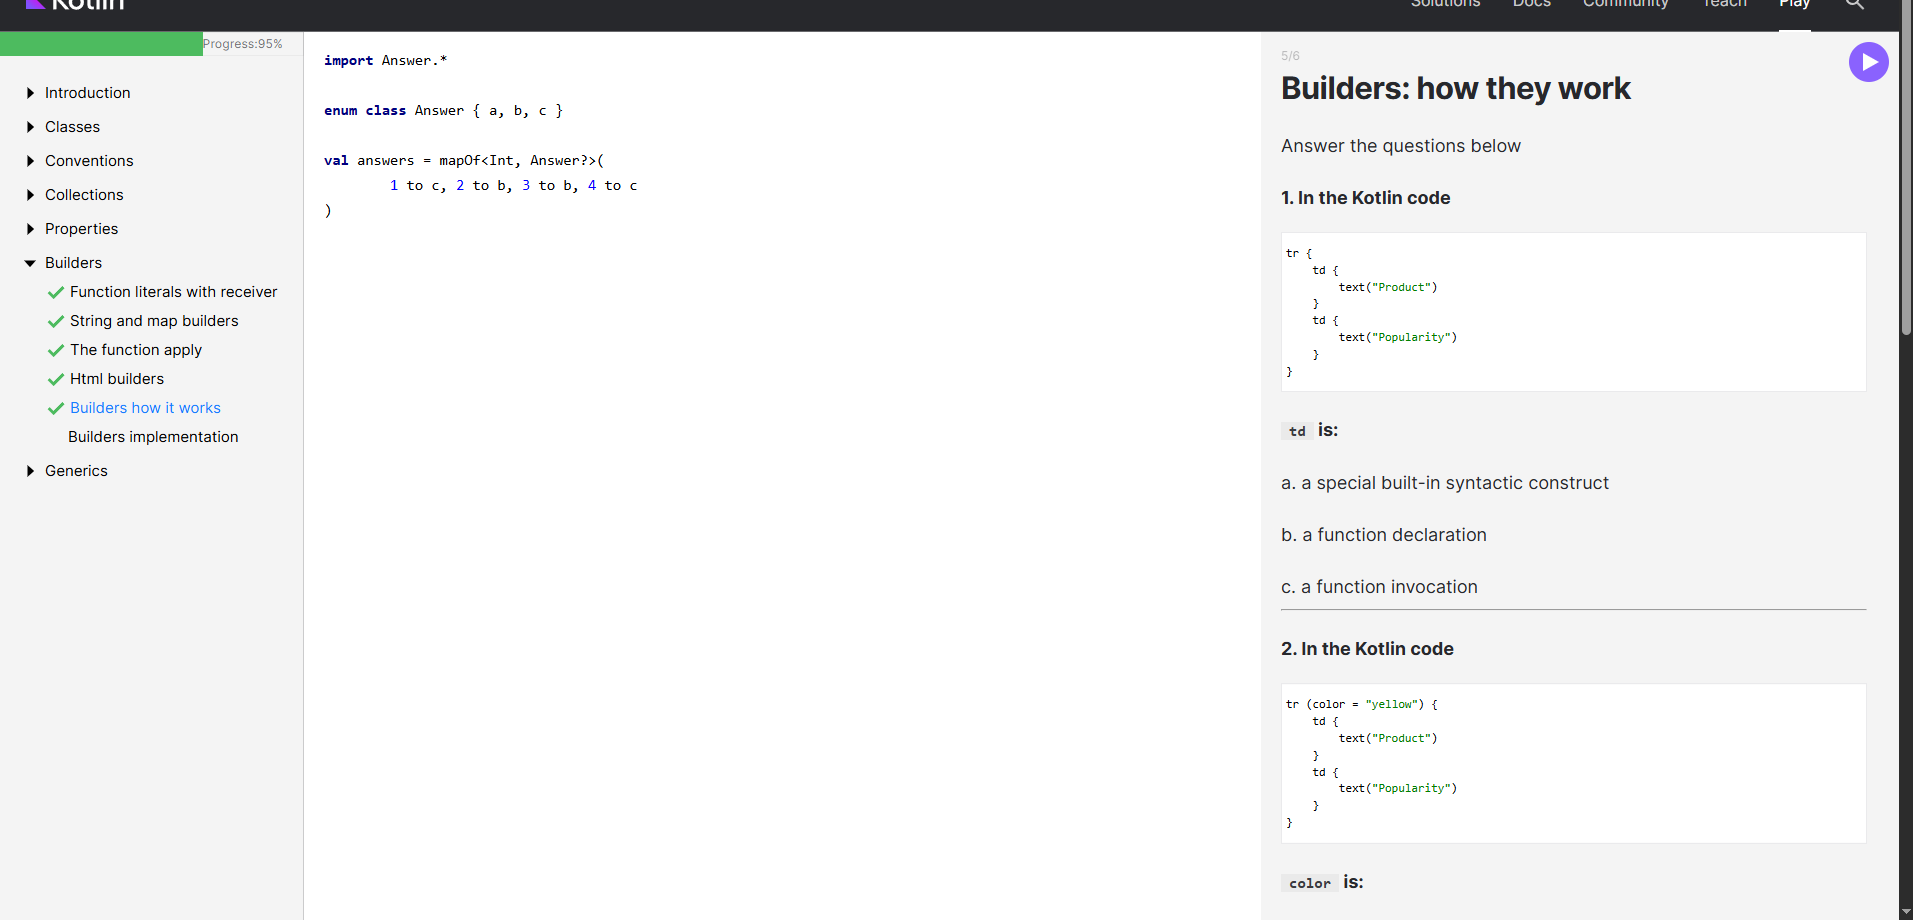 Kotlin
Solutions Docs Community Teach Play
Progress:95%
Introduction
Classes
Conventions
Collections
Properties
Builders
Function literals with receiver
String and map builders
The function apply
Html builders
Builders how it works
Builders implementation
Generics
import Answer.*
enum class Answer { a, b, c }
val answers = mapOf<Int, Answer?>(
1 to c, 2 to b, 3 to b, 4 to c
)
5/6
Builders: how they work
Answer the questions below
1. In the Kotlin code
tr {
td {
text("Product")
}
td {
text("Popularity")
}
}
td is:
a. a special built-in syntactic construct
b. a function declaration
c. a function invocation
2. In the Kotlin code
tr (color = "yellow") {
td {
text("Product")
}
td {
text("Popularity")
}
}
color is: